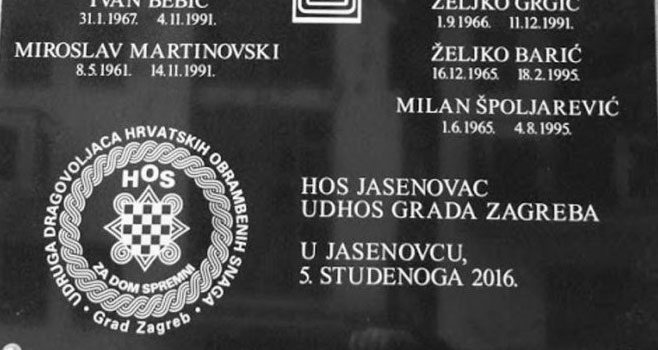 IVAN BEBIĆ
31.1.1967. 4.11.1991.
MIROSLAV MARTINOVSKI
8.5.1961. 14.11.1991.
ŽELJKO GRGIĆ
1.9.1966. 11.12.1991.
ŽELJKO BARIĆ
16.12.1965. 18.2.1995.
MILAN ŠPOLJAREVIĆ
1.6.1965. 4.8.1995.
UDRUGA DRAGOVOLJACA HRVATSKIH OBRAMBENIH SNAGA
HOS
ZA DOM SPREMNI
• Grad Zagreb •
HOS JASENOVAC
UDHOS GRADA ZAGREBA
U JASENOVCU,
5. STUDENOGA 2016.